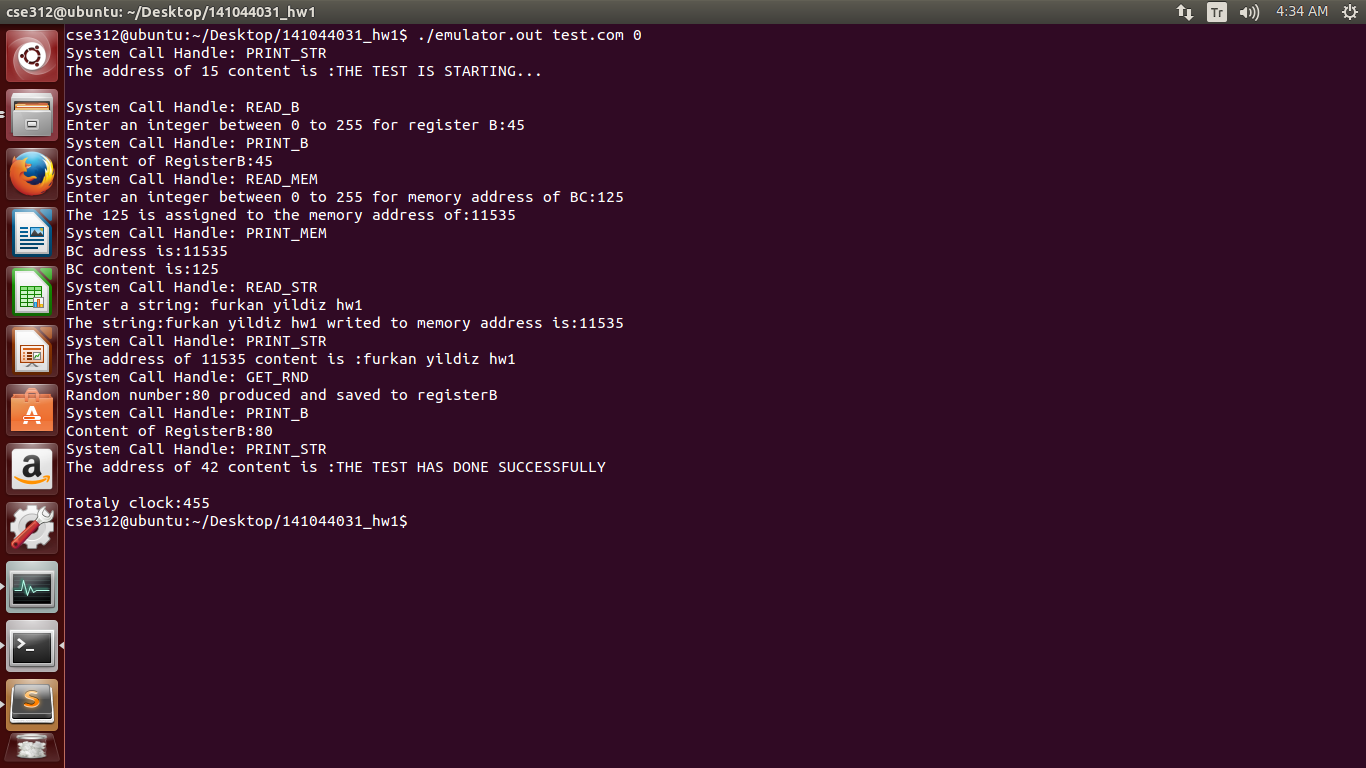 cse312@ubuntu: ~/Desktop/141044031_hw1
Tr
4:34 AM
cse312@ubuntu:~/Desktop/141044031_hw1$ ./emulator.out test.com 0
System Call Handle: PRINT_STR
The address of 15 content is :THE TEST IS STARTING...
System Call Handle: READ_B
Enter an integer between 0 to 255 for register B:45
System Call Handle: PRINT_B
Content of RegisterB:45
System Call Handle: READ_MEM
Enter an integer between 0 to 255 for memory address of BC:125
The 125 is assigned to the memory address of:11535
System Call Handle: PRINT_MEM
BC adress is:11535
BC content is:125
System Call Handle: READ_STR
Enter a string: furkan yildiz hw1
The string:furkan yildiz hw1 writed to memory address is:11535
System Call Handle: PRINT_STR
The address of 11535 content is :furkan yildiz hw1
System Call Handle: GET_RND
Random number:80 produced and saved to registerB
System Call Handle: PRINT_B
Content of RegisterB:80
System Call Handle: PRINT_STR
The address of 42 content is :THE TEST HAS DONE SUCCESSFULLY
Totaly clock:455
cse312@ubuntu:~/Desktop/141044031_hw1$